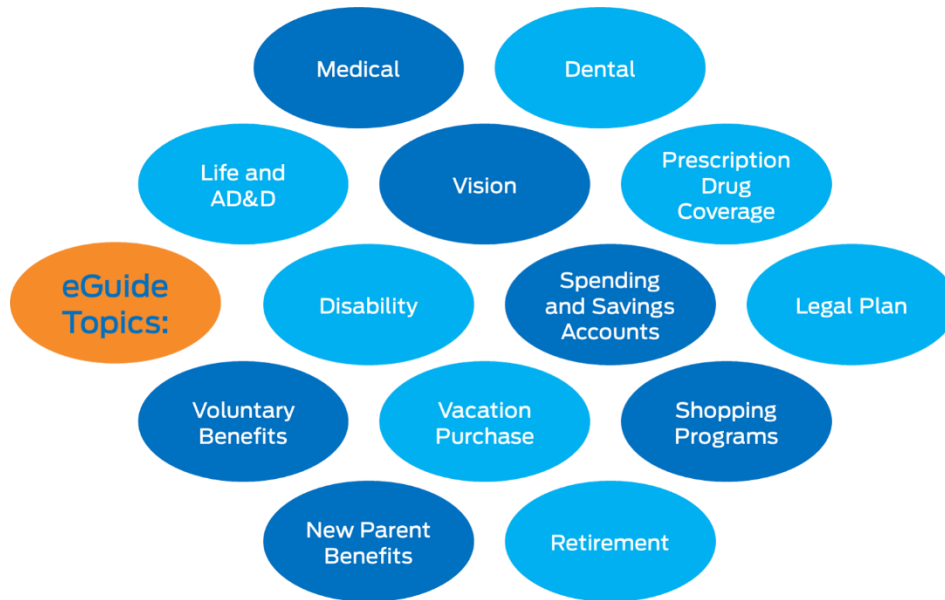 Medical
Dental
Life and
AD&D
Vision
Prescription
Drug
Coverage
eGuide
Topics:
Disability
Spending
and Savings
Accounts
Legal Plan
Voluntary
Benefits
Vacation
Purchase
Shopping
Programs
New Parent
Benefits
Retirement